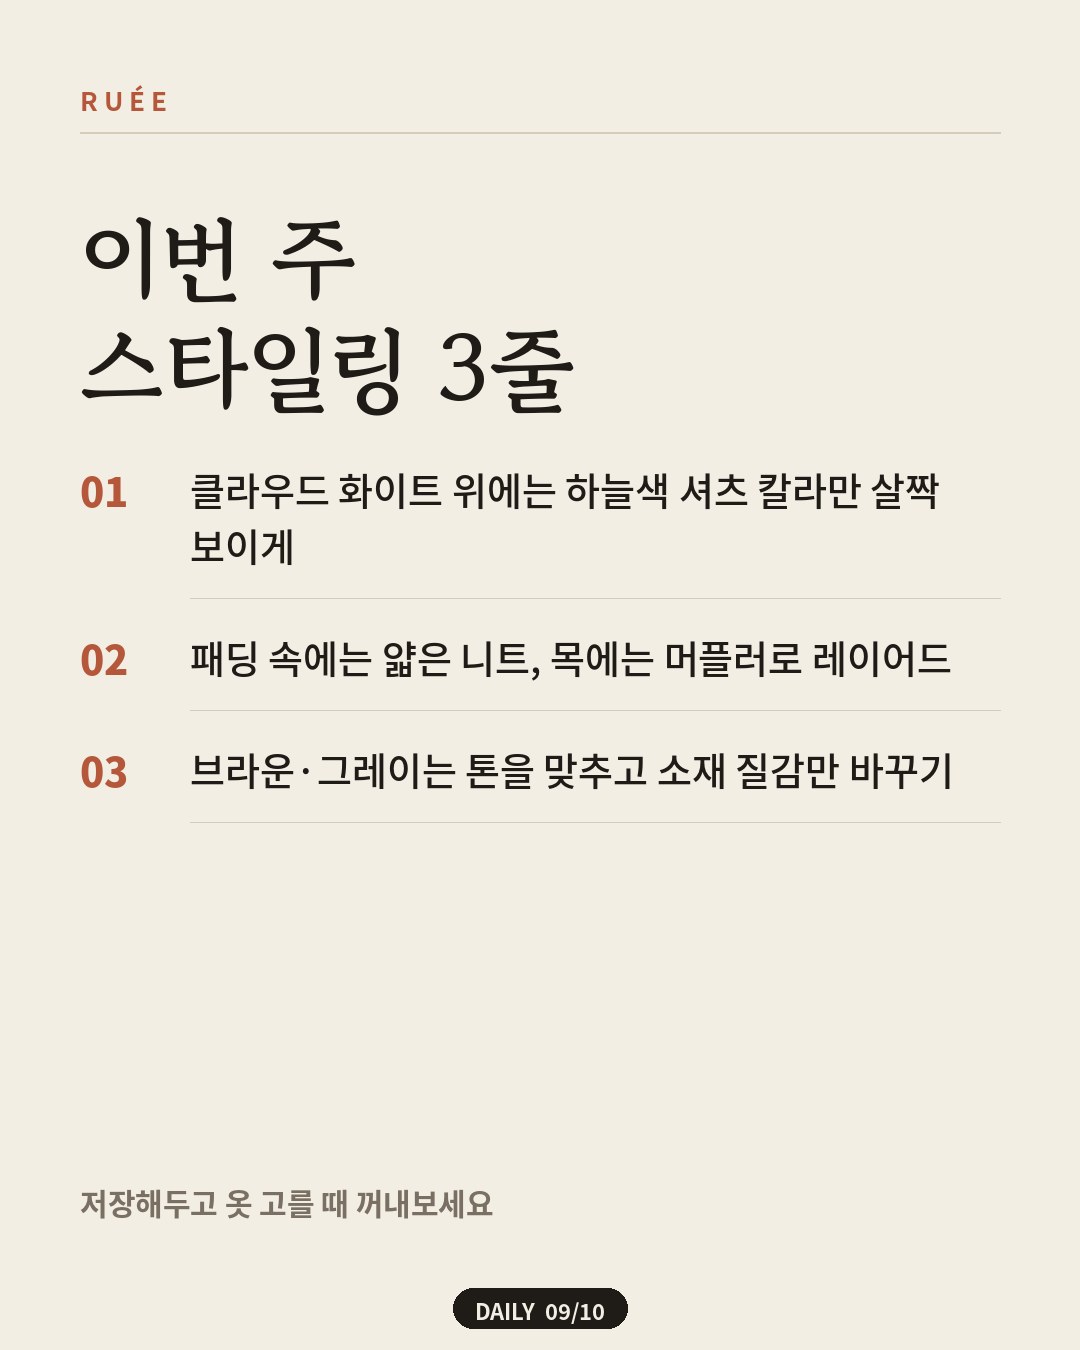 RUÉE
이번 주
스타일링 3줄
01 클라우드 화이트 위에는 하늘색 셔츠 칼라만 살짝
보이게
02 패딩 속에는 얇은 니트, 목에는 머플러로 레이어드
03 브라운·그레이는 톤을 맞추고 소재 질감만 바꾸기
저장해두고 옷 고를 때 꺼내보세요
DAILY 09/10